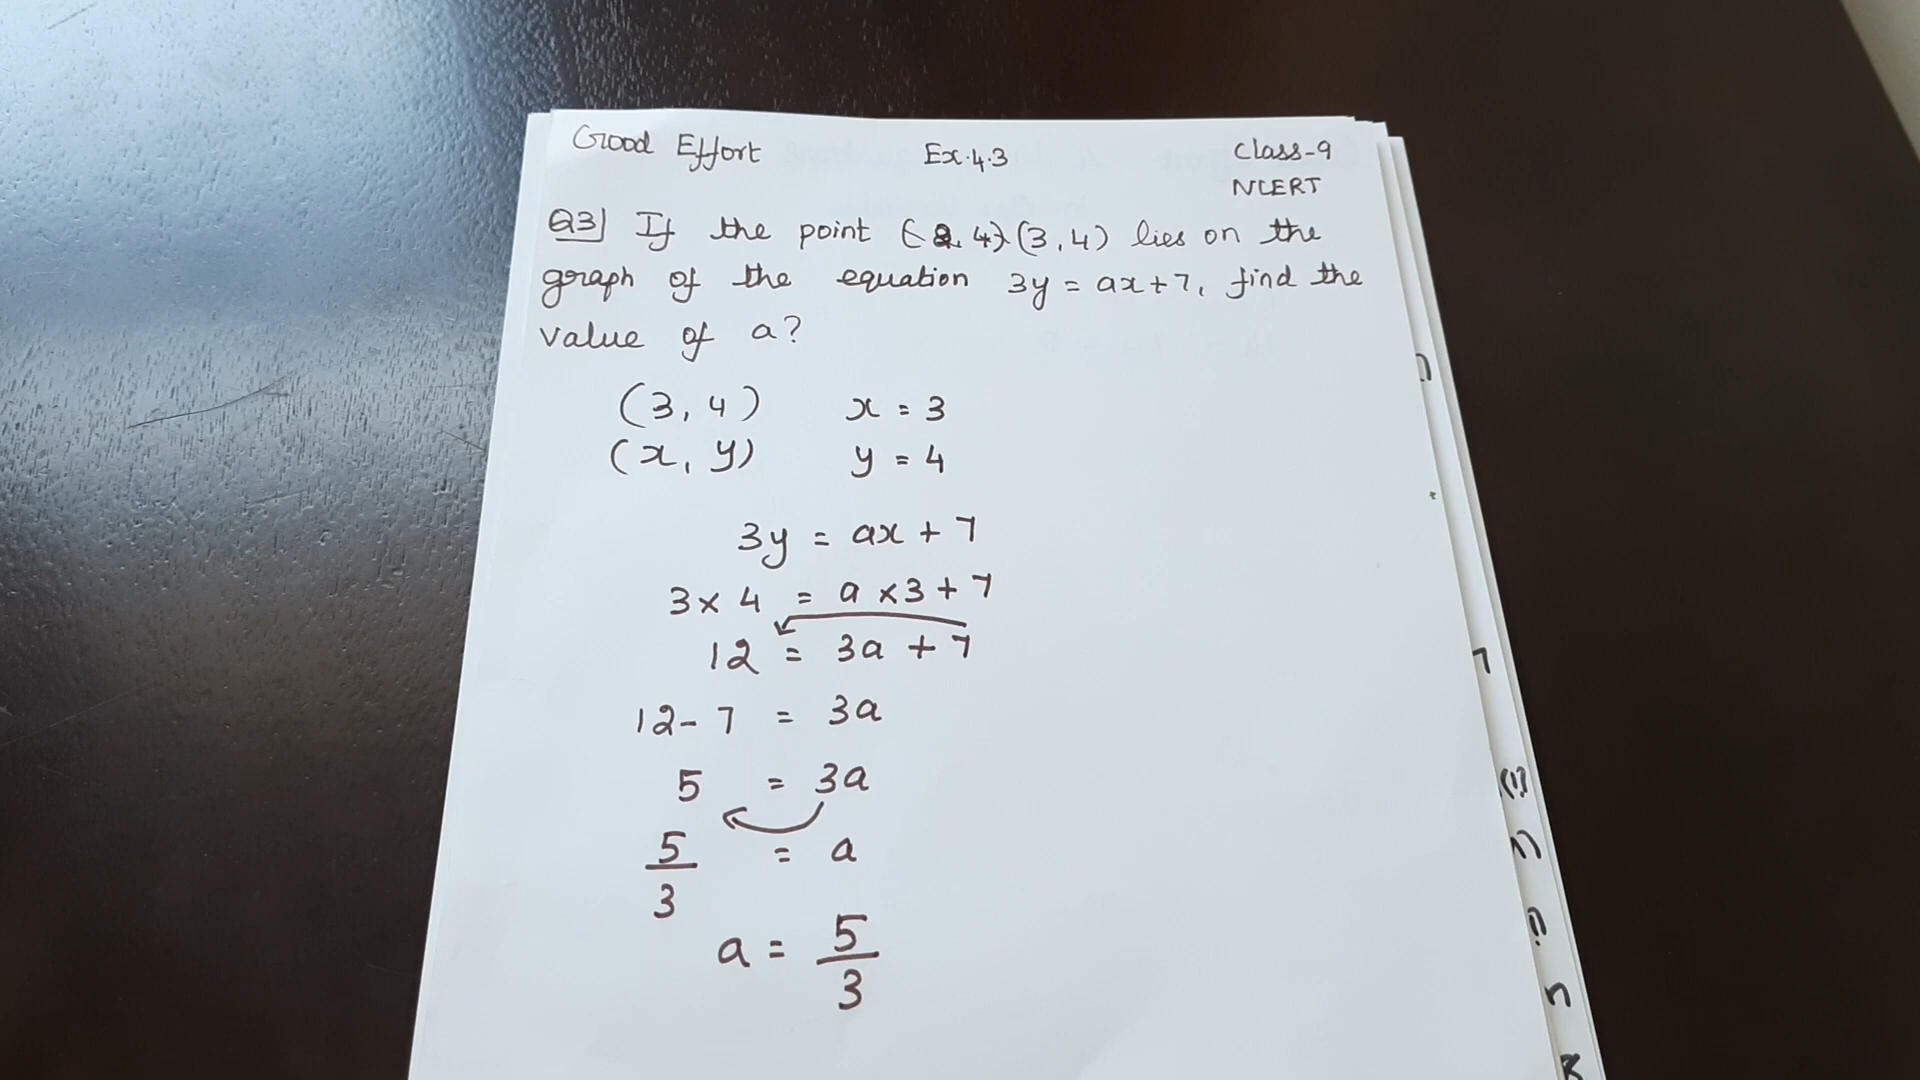 Good Effort Ex.4.3 Class-9
NCERT
Q3] If the point (3,4) lies on the
graph of the equation 3y = ax+7, find the
value of a?
(3, 4) x = 3
(x, y) y = 4
3y = ax + 7
3 × 4 = a × 3 + 7
12 = 3a + 7
12 - 7 = 3a
5 = 3a
5/3 = a
a = 5/3